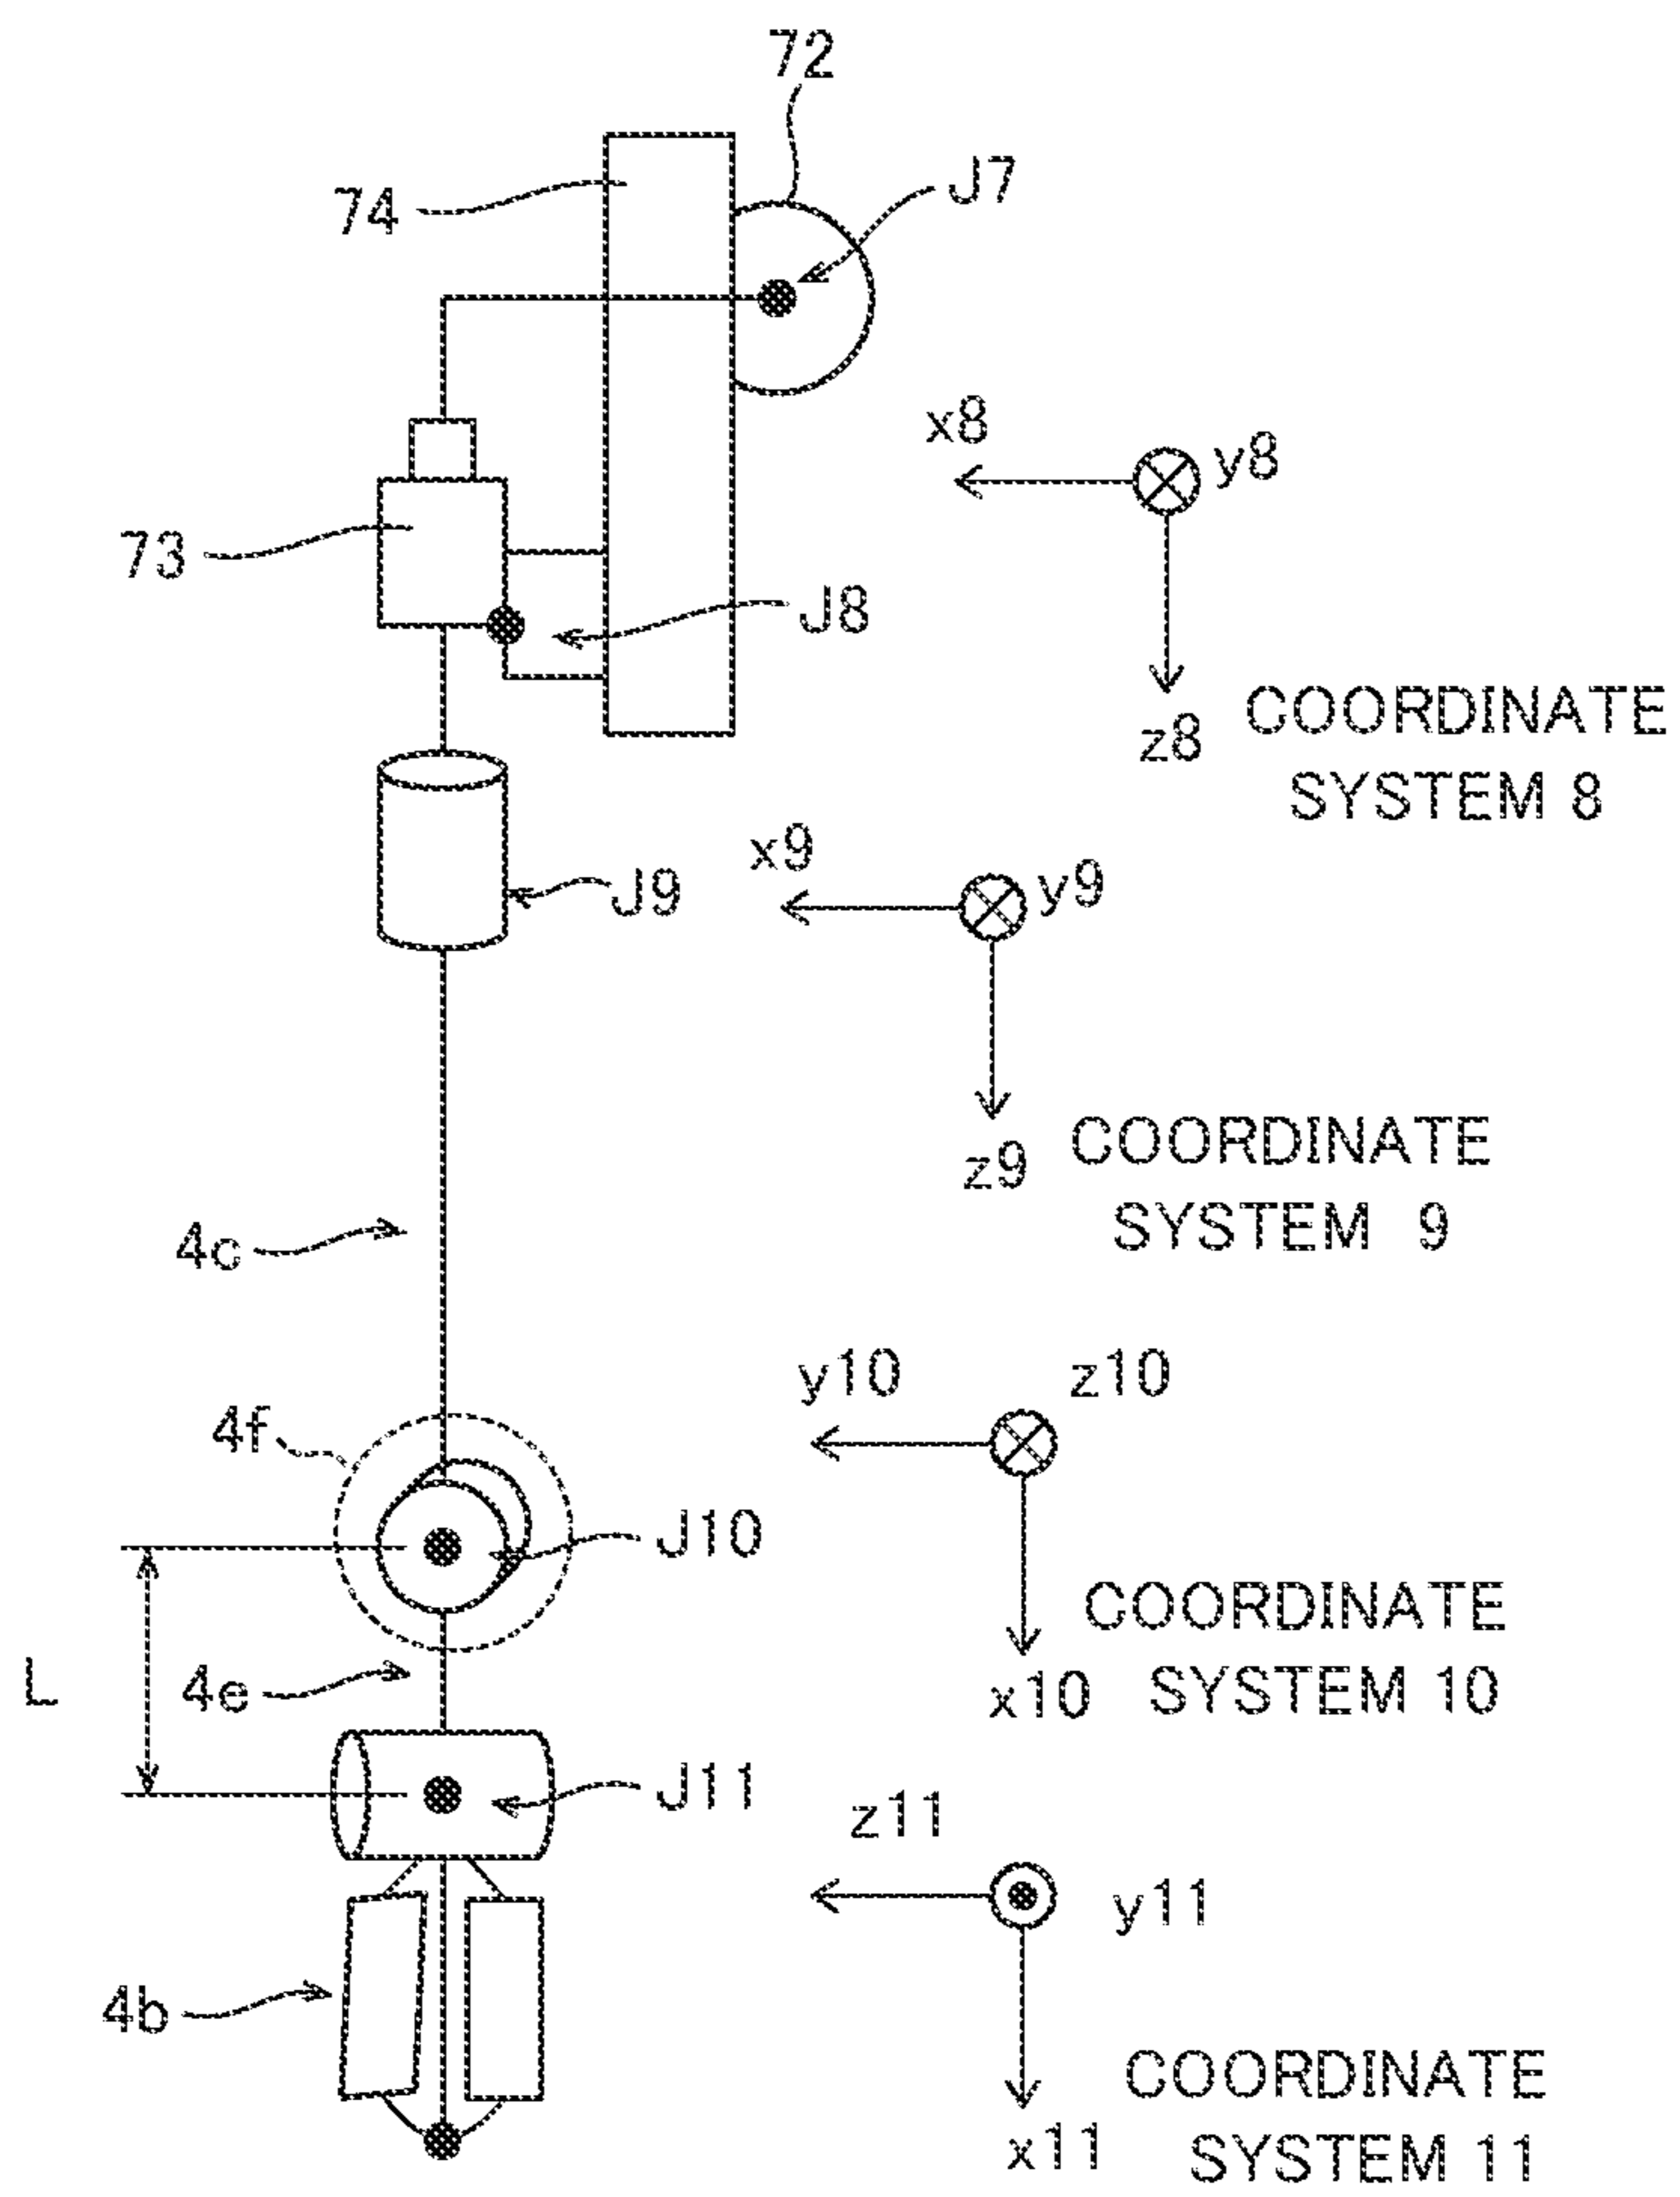 72
74
J7
x8
y8
73
J8
z8
COORDINATE
SYSTEM 8
x9
y9
J9
z9
COORDINATE
SYSTEM 9
4c
y10
z10
4f
J10
COORDINATE
SYSTEM 10
L
4e
x10
J11
z11
y11
4b
COORDINATE
SYSTEM 11
x11